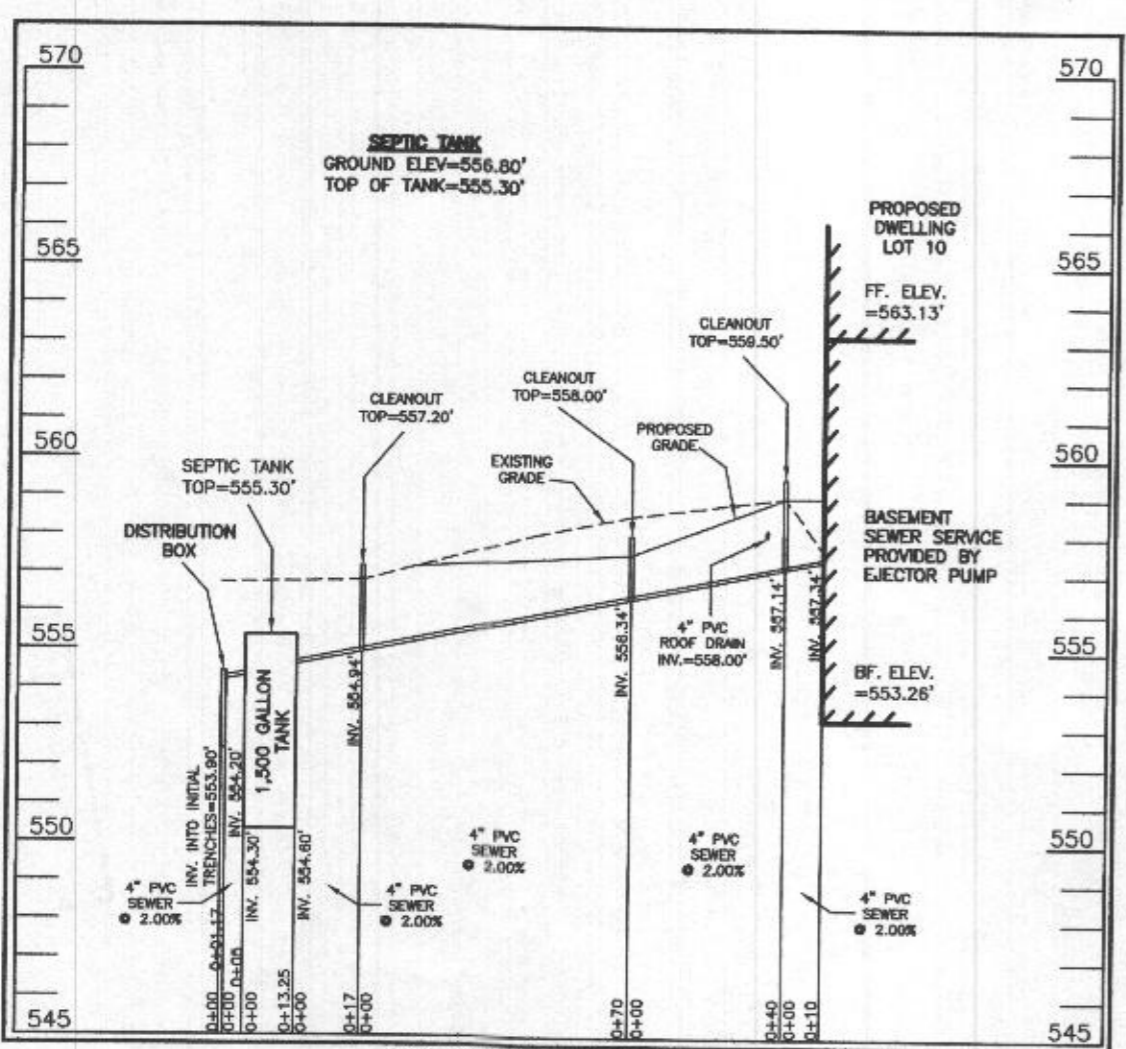 570
570
SEPTIC TANK
GROUND ELEV=556.80'
TOP OF TANK=555.30'
PROPOSED
DWELLING
LOT 10
565
565
FF. ELEV.
=563.13'
CLEANOUT
TOP=559.50'
CLEANOUT
TOP=558.00'
CLEANOUT
TOP=557.20'
PROPOSED
GRADE
560
560
EXISTING
GRADE
SEPTIC TANK
TOP=555.30'
DISTRIBUTION
BOX
BASEMENT
SEWER SERVICE
PROVIDED BY
EJECTOR PUMP
555
555
4" PVC
ROOF DRAIN
INV.=558.00'
BF. ELEV.
=553.26'
INV. INTO INITIAL
TRENCHES=553.90'
INV. 554.20'
INV. 554.30'
1,500 GALLON
TANK
INV. 554.60'
INV. 554.94'
INV. 556.34'
INV. 557.14'
INV. 557.34'
550
550
4" PVC
SEWER
@ 2.00%
4" PVC
SEWER
@ 2.00%
4" PVC
SEWER
@ 2.00%
4" PVC
SEWER
@ 2.00%
4" PVC
SEWER
@ 2.00%
0+00
0+01.17
0+00
0+05
0+00
0+13.25
0+00
0+17
0+00
0+70
0+00
0+40
0+00
0+10
545
545